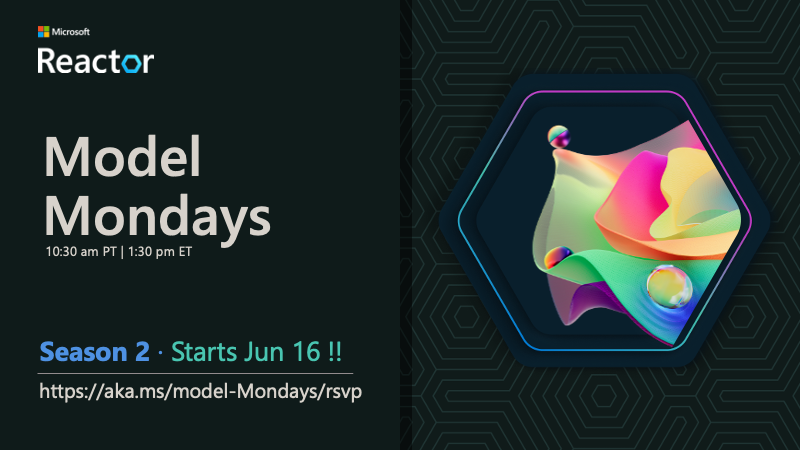 Microsoft
Reactor
Model
Mondays
10:30 am PT | 1:30 pm ET
Season 2 · Starts Jun 16 !!
https://aka.ms/model-Mondays/rsvp